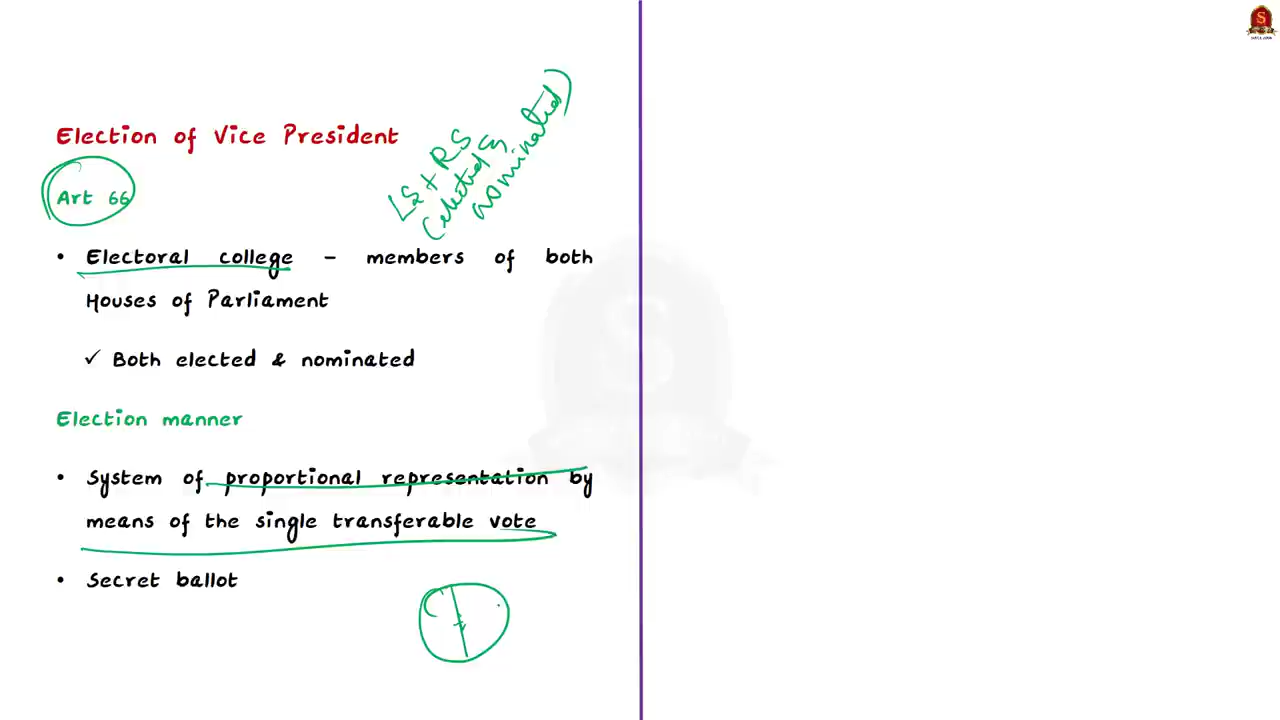 Election of Vice President
LS + RS
(elected &
nominated)
Art 66
• Electoral college – members of both
Houses of Parliament
✓ Both elected & nominated
Election manner
• System of proportional representation by
means of the single transferable vote
• Secret ballot